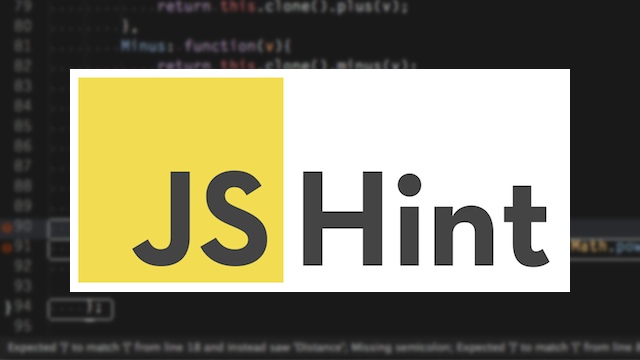 79 return this.clone().plus(v);
80 },
81 Minus: function(v){
82 return this.clone().minus(v);
83
84
85
86
87
88
89
JS Hint
90
91 Math.pow
92
93
94 };
95
Expected ']' to match '[' from line 18 and instead saw 'Distance'; Missing semicolon; Expected ']' to match '[' from line